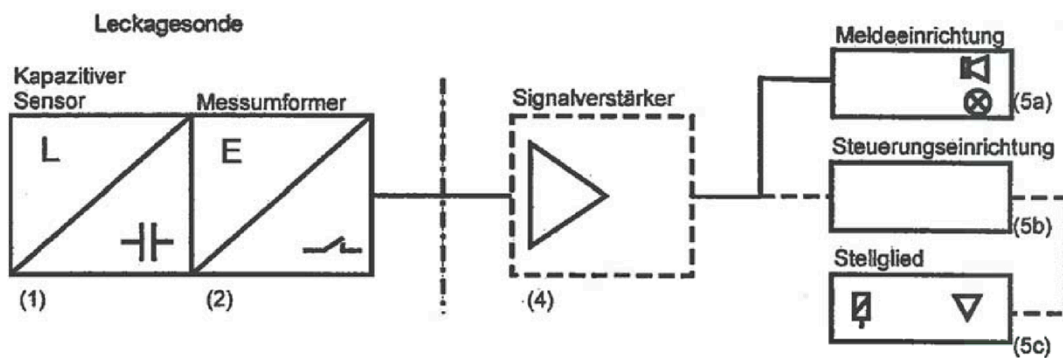 Leckagesonde
Kapazitiver
Sensor
Messumformer
L
E
(1)
(2)
Signalverstärker
(4)
Meldeeinrichtung
(5a)
Steuerungseinrichtung
(5b)
Stellglied
(5c)